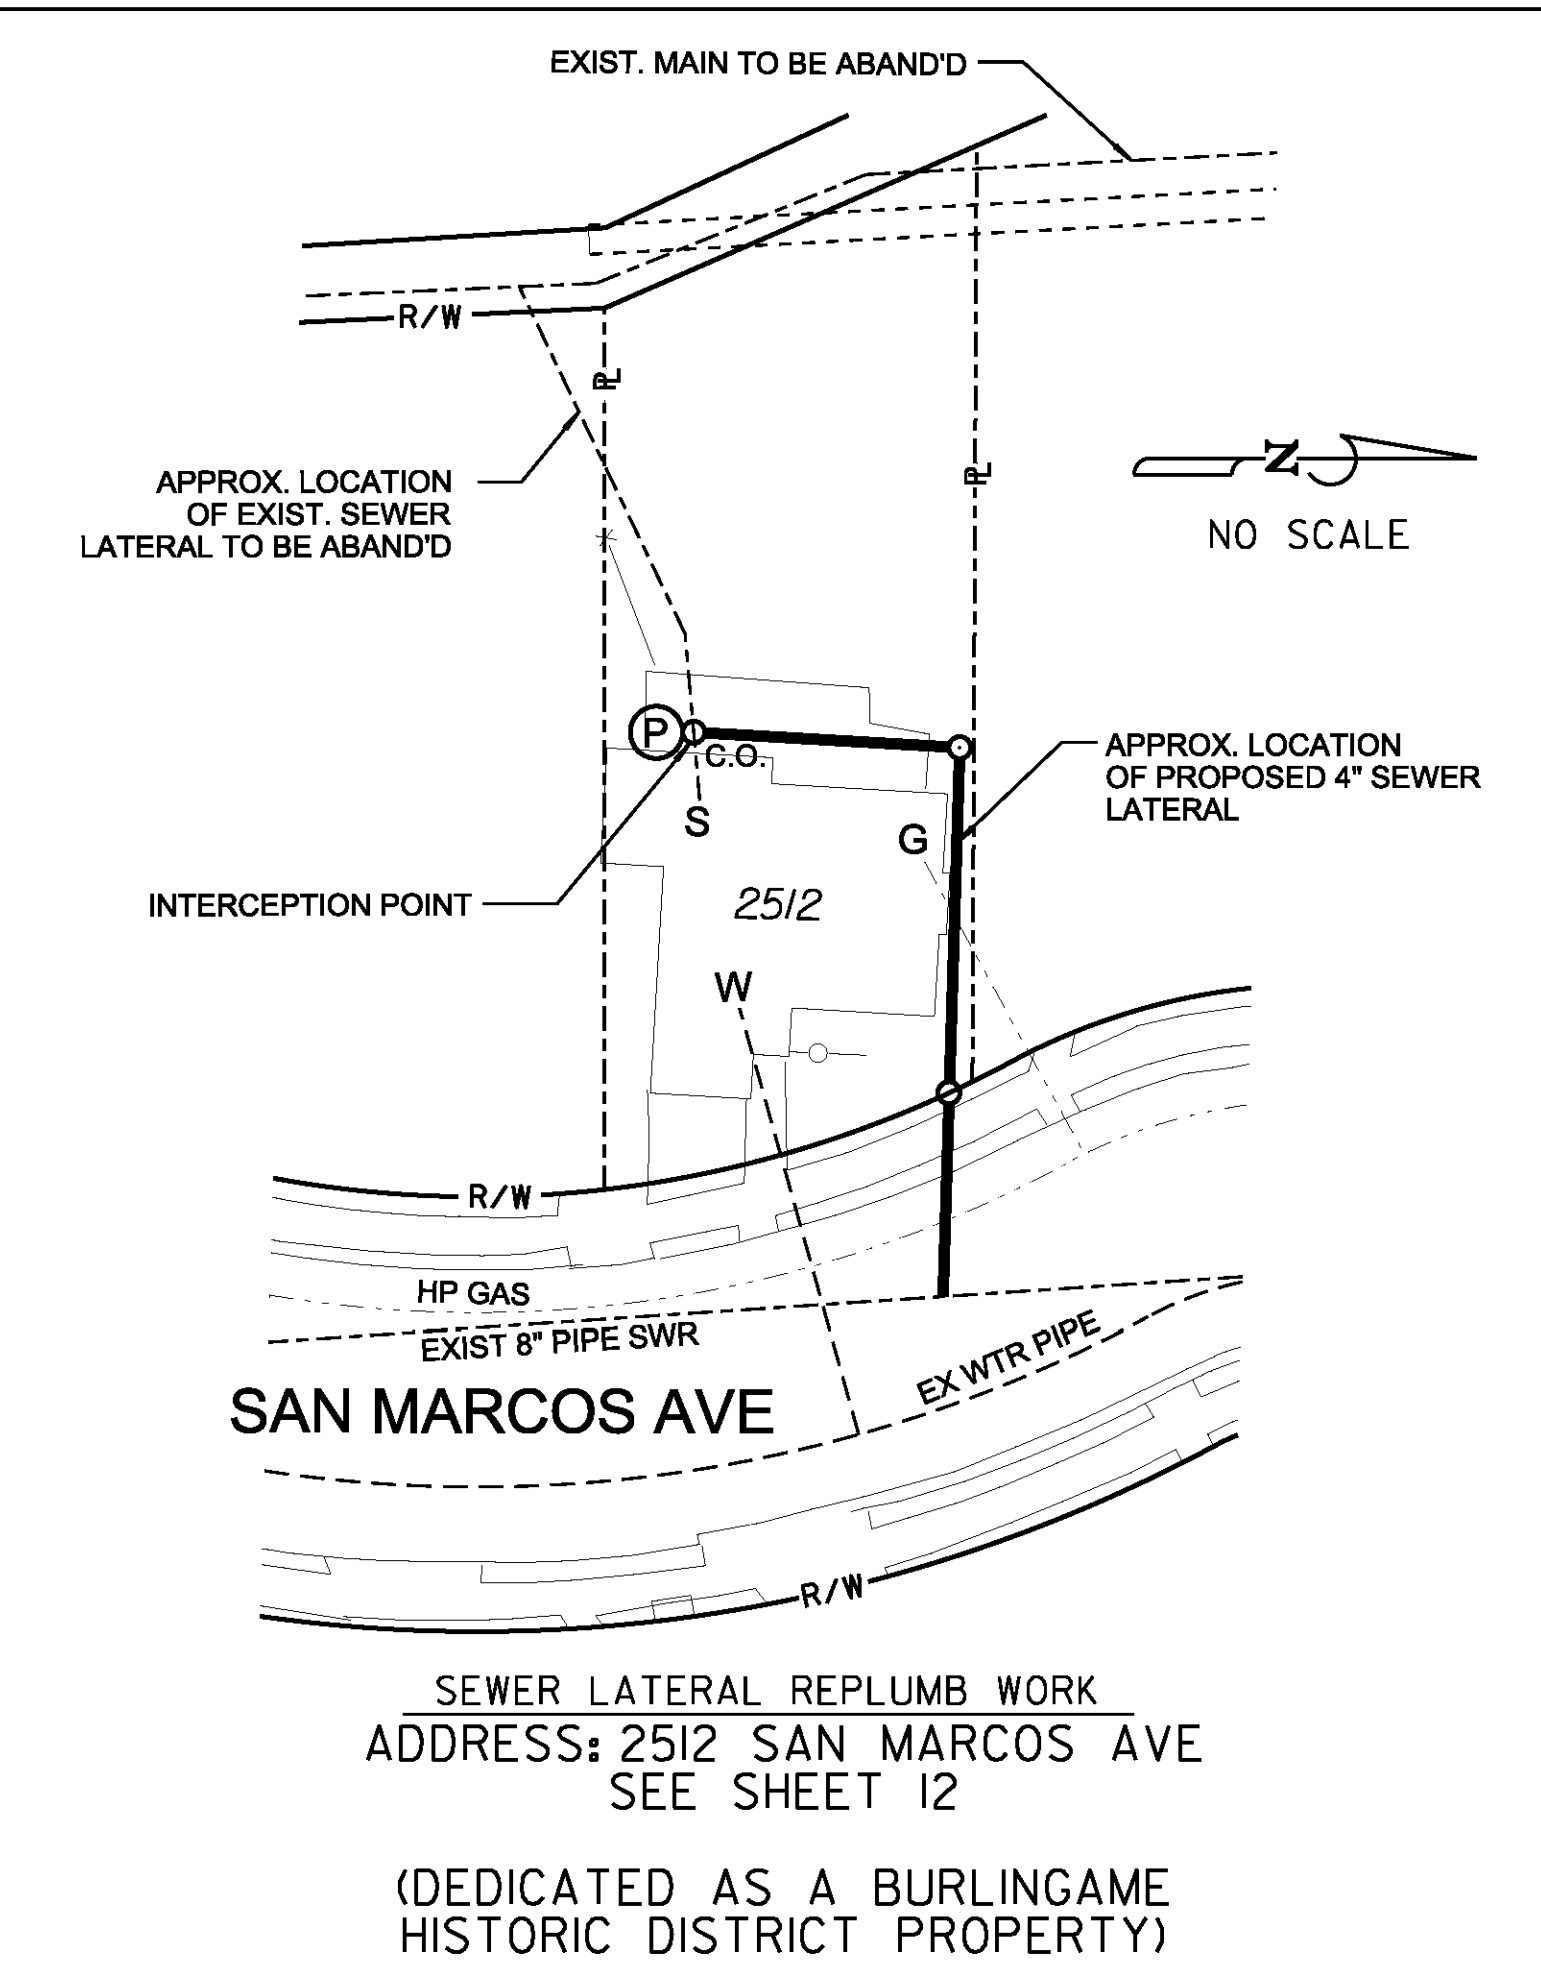 EXIST. MAIN TO BE ABAND'D
R/W
PL
APPROX. LOCATION
OF EXIST. SEWER
LATERAL TO BE ABAND'D
PL
N
NO SCALE
P
C.O.
APPROX. LOCATION
OF PROPOSED 4" SEWER
LATERAL
S
G
INTERCEPTION POINT
2512
W
R/W
HP GAS
EXIST 8" PIPE SWR
EX WTR PIPE
SAN MARCOS AVE
R/W
SEWER LATERAL REPLUMB WORK
ADDRESS: 2512 SAN MARCOS AVE
SEE SHEET 12
(DEDICATED AS A BURLINGAME
HISTORIC DISTRICT PROPERTY)